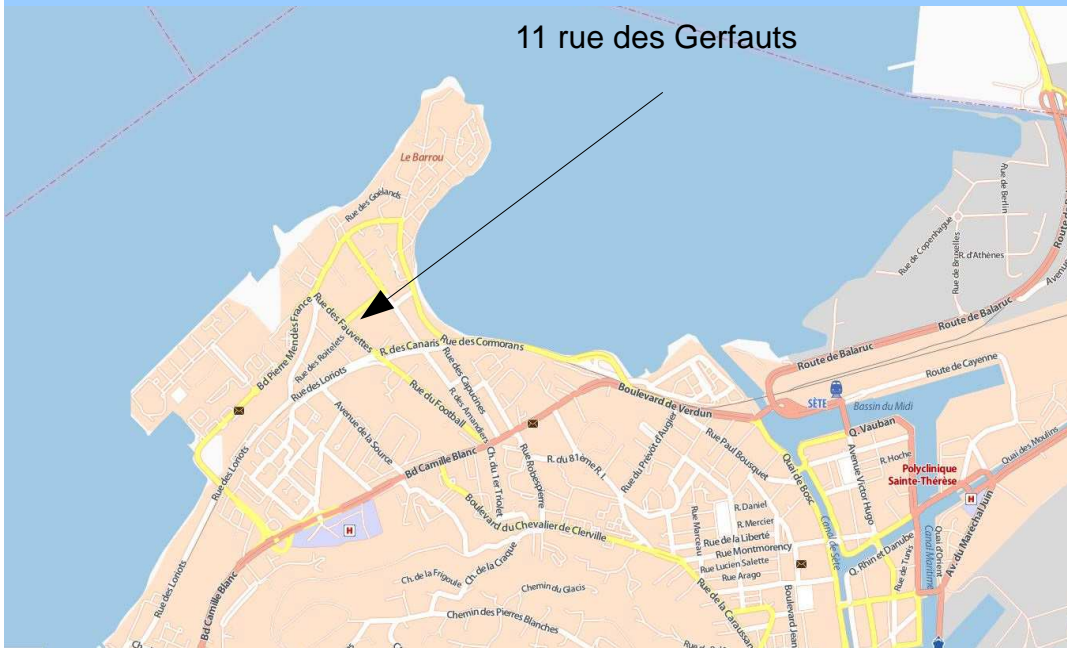 11 rue des Gerfauts
Le Barrou
Rue des Goélands
Rue de Berlin
Rue de Copenhague
Rue de Bruxelles
R. d'Athènes
Route de Ba
Avenue
Bd Pierre Mendès France
Rue des Fauvettes
Rue des Roitelets
R. des Canaris
Rue des Cormorans
Route de Balaruc
Route de Balaruc
Route de Cayenne
Rue des Loriots
Rue des Capucines
R. des Amandiers
Rue du Football
Boulevard de Verdun
SÈTE
Bassin du Midi
Q. Vauban
Avenue de la Source
Bd Camille Blanc
Ch. du 1er Triolet
Rue Robespierre
R. du 81ème R. I.
Rue du Prévôt d'Augier
Rue Paul Bousquet
Quai de Bosc
Avenue Victor Hugo
R. Hoche
Quai des Moulins
Polyclinique
Sainte-Thérèse
H
Rue des Loriots
Boulevard du Chevalier de Clerville
Rue Marceau
R. Daniel
R. Mercier
Rue de la Liberté
Rue Montmorency
Rue Lucien Salette
Rue Arago
Canal de Sète
Q. Rhin et Danube
Rue de Tunis
Canal Maritime
Quai d'Orient
Av. du Maréchal Juin
H
Rue des Loriots
Bd Camille Blanc
Ch. de la Frigoule
Ch. de la Craque
Chemin du Glacis
Chemin des Pierres Blanches
Rue de la Caraussan
Boulevard Jean